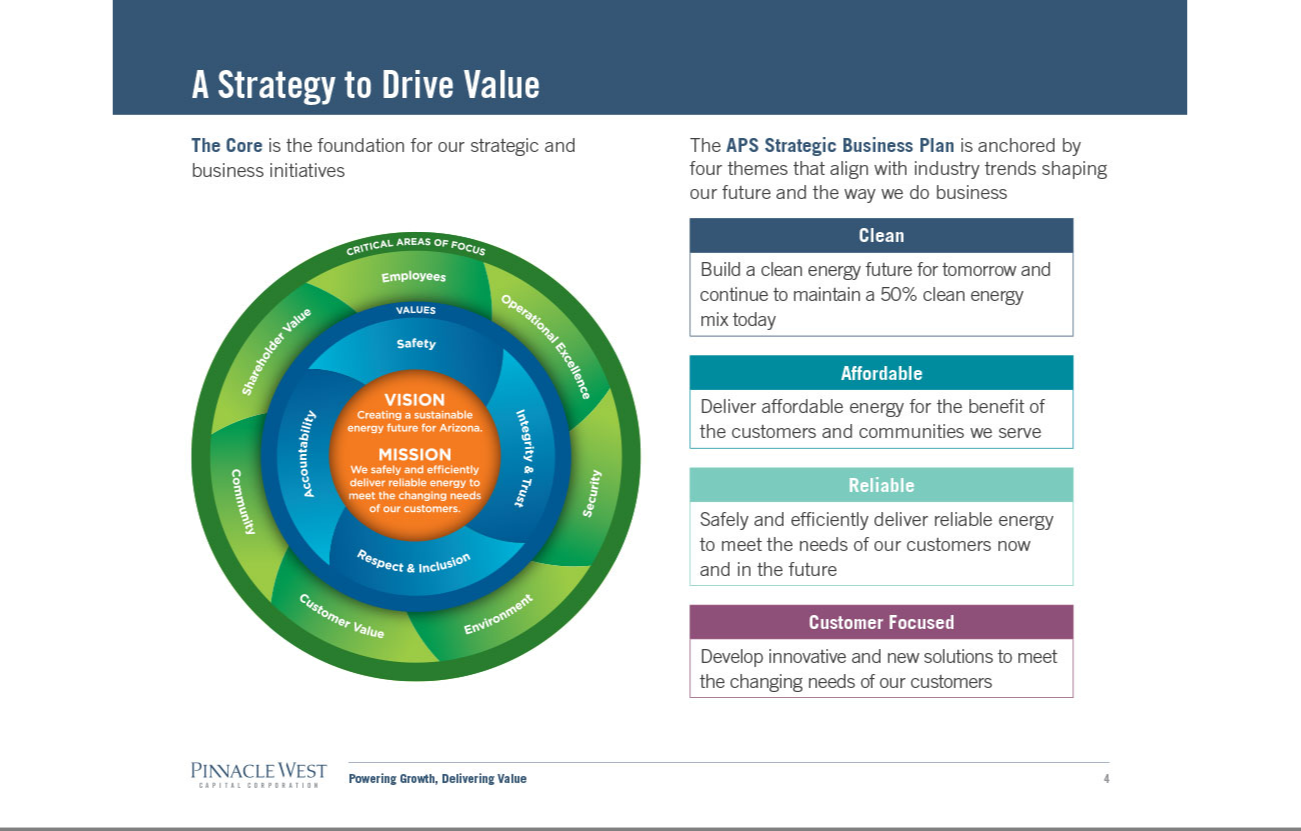 A Strategy to Drive Value
The Core is the foundation for our strategic and
business initiatives
CRITICAL AREAS OF FOCUS
Employees
Operational Excellence
Security
Environment
Customer Value
Community
Shareholder Value
VALUES
Safety
Integrity & Trust
Respect & Inclusion
Accountability
VISION
Creating a sustainable
energy future for Arizona.
MISSION
We safely and efficiently
deliver reliable energy to
meet the changing needs
of our customers.
The APS Strategic Business Plan is anchored by
four themes that align with industry trends shaping
our future and the way we do business
Clean
Build a clean energy future for tomorrow and
continue to maintain a 50% clean energy
mix today
Affordable
Deliver affordable energy for the benefit of
the customers and communities we serve
Reliable
Safely and efficiently deliver reliable energy
to meet the needs of our customers now
and in the future
Customer Focused
Develop innovative and new solutions to meet
the changing needs of our customers
PINNACLE WEST
CAPITAL CORPORATION
Powering Growth, Delivering Value
4